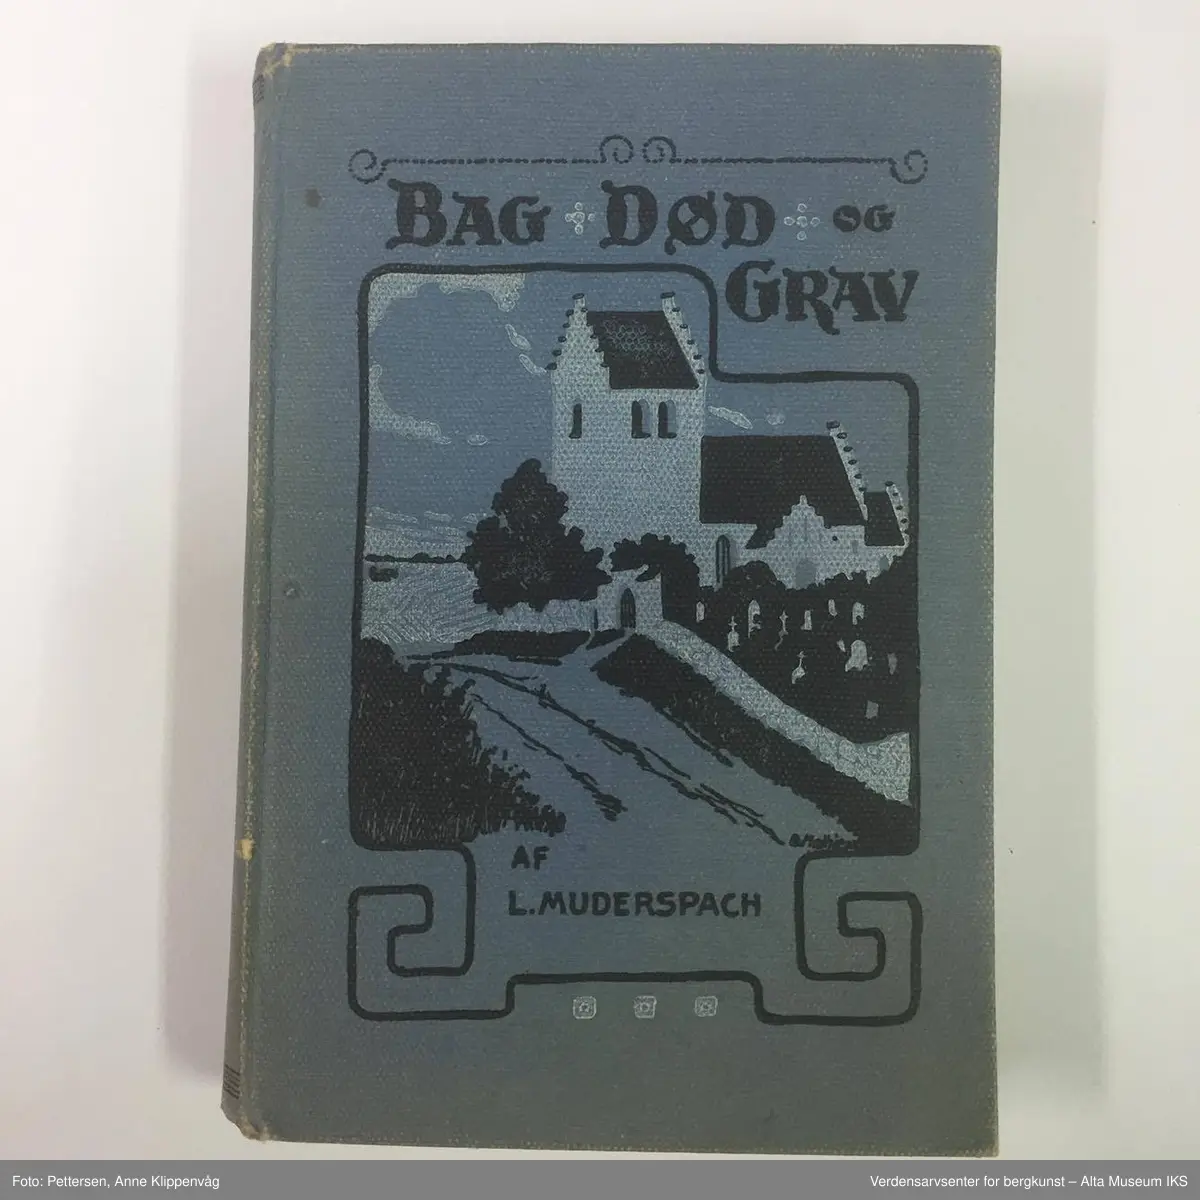 BAG DØD OG
GRAV
AF
L. MUDERSPACH
Foto: Pettersen, Anne Klippenvåg
Verdensarvsenter for bergkunst – Alta Museum IKS